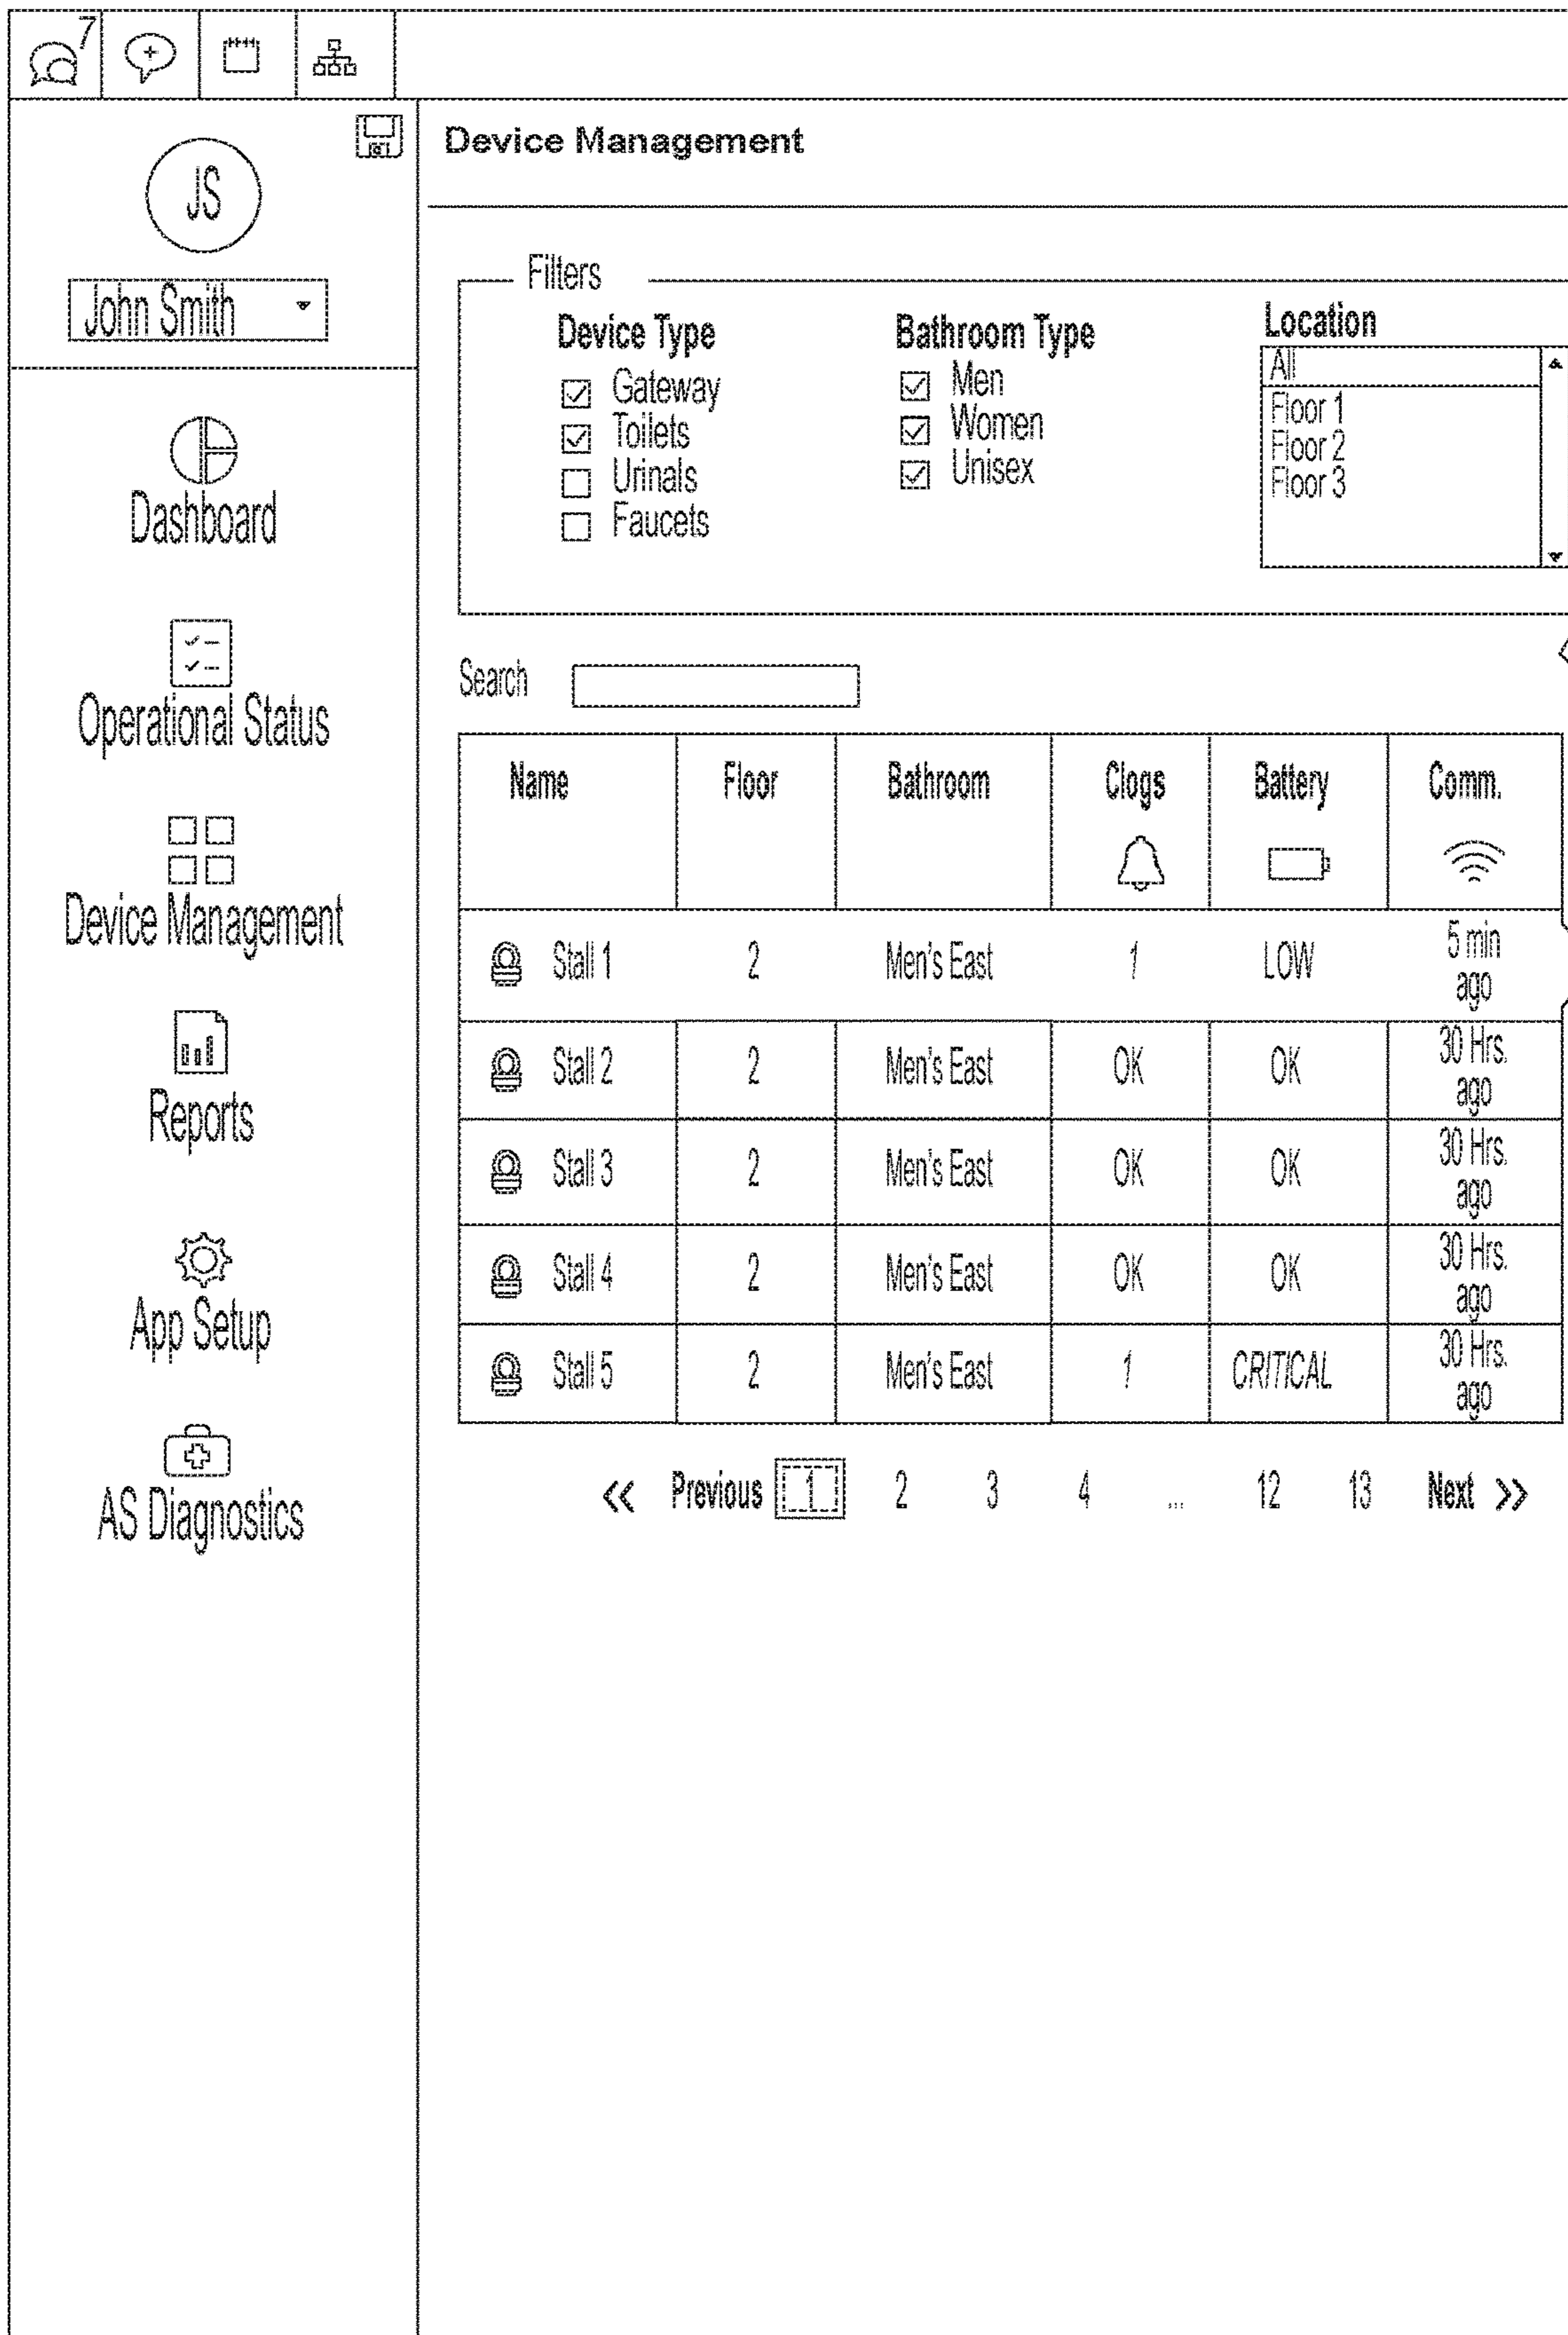 7
JS
John Smith
Dashboard
Operational Status
Device Management
Reports
App Setup
AS Diagnostics
Device Management
Filters
Device Type
Gateway
Toilets
Urinals
Faucets
Bathroom Type
Men
Women
Unisex
Location
All
Floor 1
Floor 2
Floor 3
Search
Name Floor Bathroom Clogs Battery Comm.
Stall 1 2 Men's East 1 LOW 5 min ago
Stall 2 2 Men's East OK OK 30 Hrs. ago
Stall 3 2 Men's East OK OK 30 Hrs. ago
Stall 4 2 Men's East OK OK 30 Hrs. ago
Stall 5 2 Men's East 1 CRITICAL 30 Hrs. ago
<< Previous 1 2 3 4 ... 12 13 Next >>